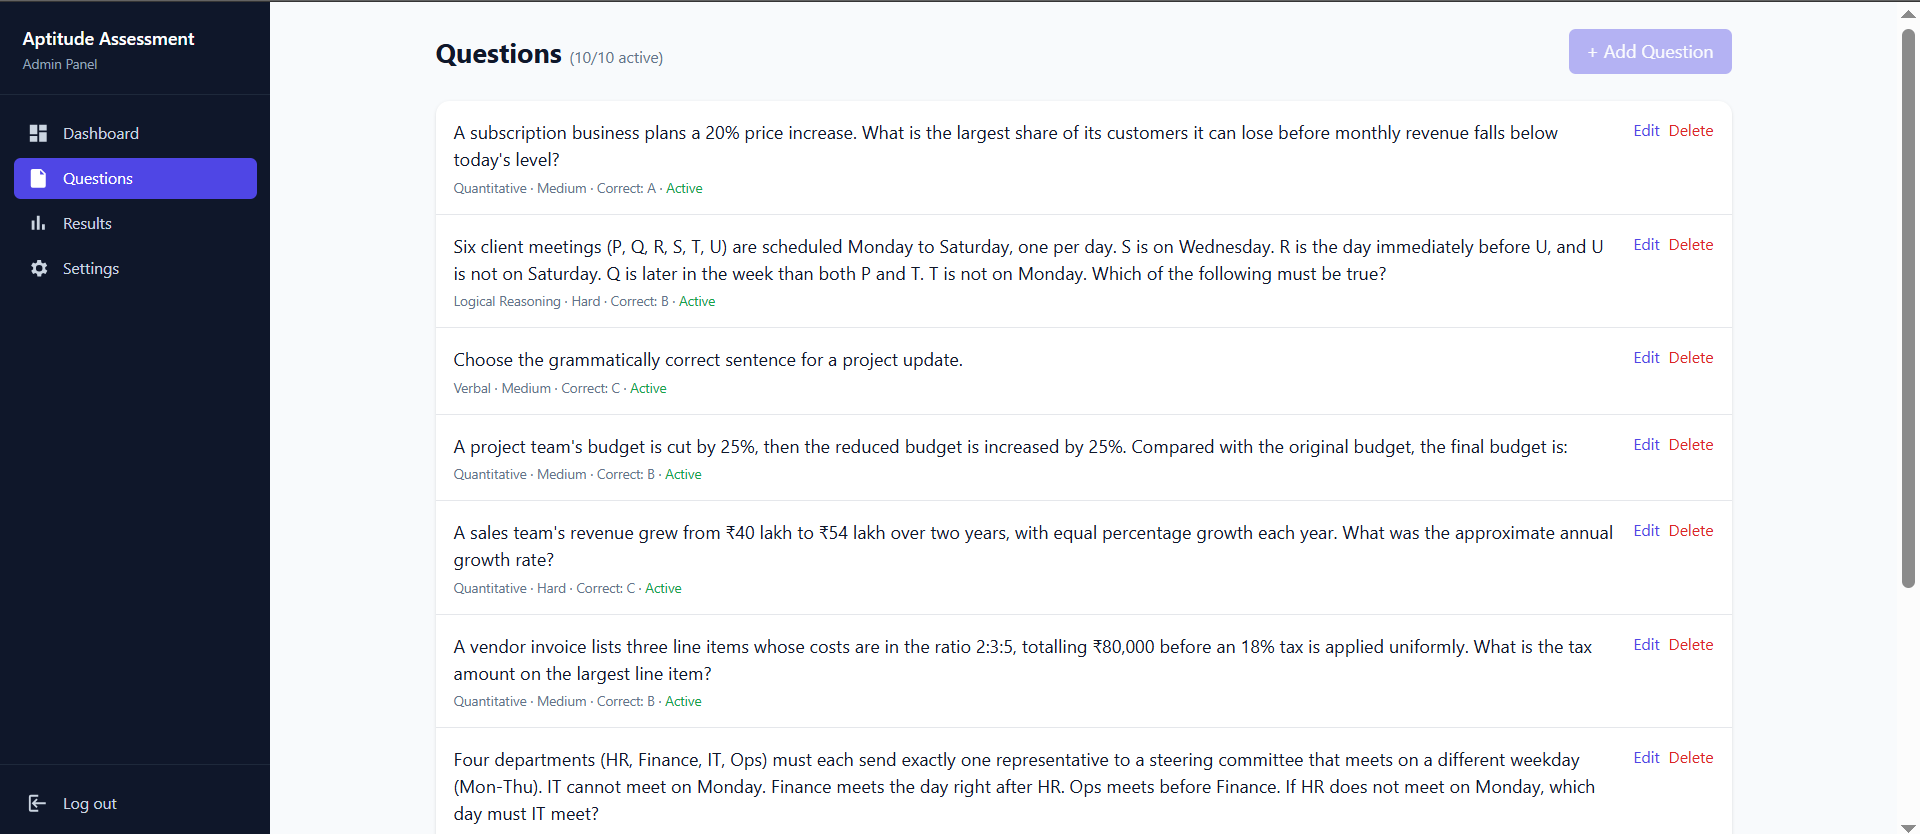 Aptitude Assessment
Admin Panel
Dashboard
Questions
Results
Settings
Log out
Questions (10/10 active)
+ Add Question
A subscription business plans a 20% price increase. What is the largest share of its customers it can lose before monthly revenue falls below
today's level?
Quantitative · Medium · Correct: A · Active
Edit Delete
Six client meetings (P, Q, R, S, T, U) are scheduled Monday to Saturday, one per day. S is on Wednesday. R is the day immediately before U, and U
is not on Saturday. Q is later in the week than both P and T. T is not on Monday. Which of the following must be true?
Logical Reasoning · Hard · Correct: B · Active
Edit Delete
Choose the grammatically correct sentence for a project update.
Verbal · Medium · Correct: C · Active
Edit Delete
A project team's budget is cut by 25%, then the reduced budget is increased by 25%. Compared with the original budget, the final budget is:
Quantitative · Medium · Correct: B · Active
Edit Delete
A sales team's revenue grew from ₹40 lakh to ₹54 lakh over two years, with equal percentage growth each year. What was the approximate annual
growth rate?
Quantitative · Hard · Correct: C · Active
Edit Delete
A vendor invoice lists three line items whose costs are in the ratio 2:3:5, totalling ₹80,000 before an 18% tax is applied uniformly. What is the tax
amount on the largest line item?
Quantitative · Medium · Correct: B · Active
Edit Delete
Four departments (HR, Finance, IT, Ops) must each send exactly one representative to a steering committee that meets on a different weekday
(Mon-Thu). IT cannot meet on Monday. Finance meets the day right after HR. Ops meets before Finance. If HR does not meet on Monday, which
day must IT meet?
Edit Delete